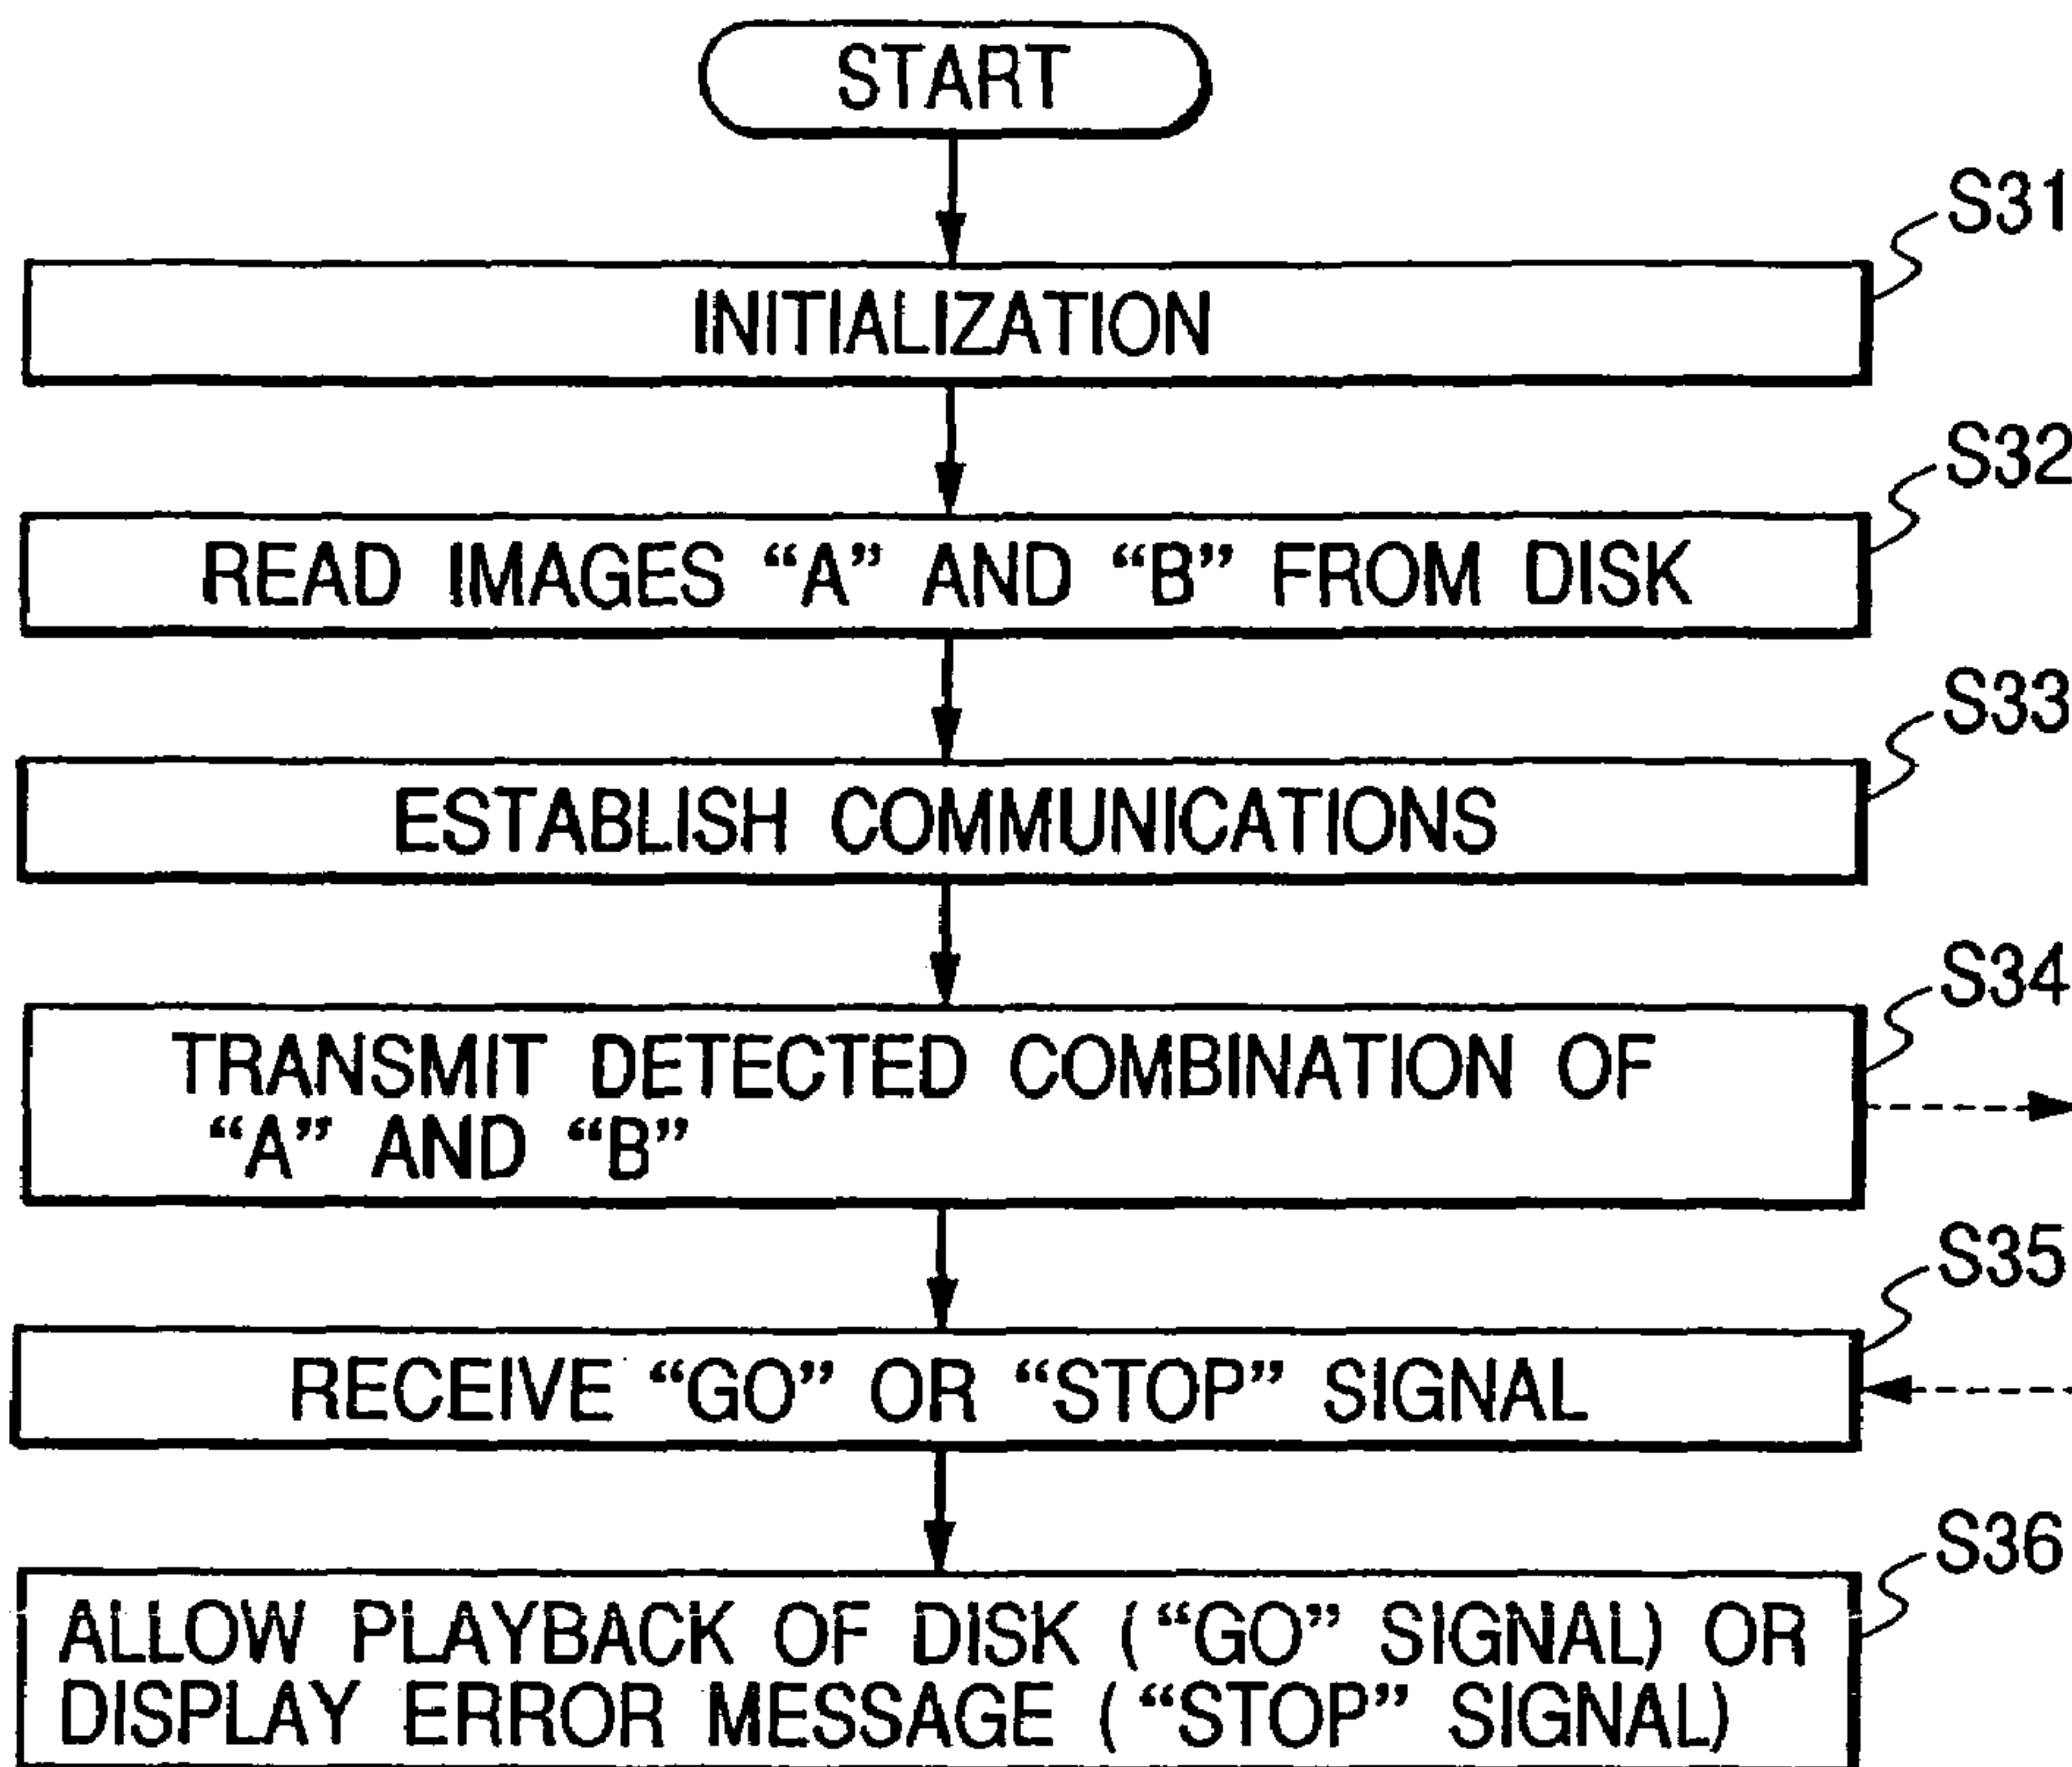 START
S31
INITIALIZATION
S32
READ IMAGES “A” AND “B” FROM DISK
S33
ESTABLISH COMMUNICATIONS
S34
TRANSMIT DETECTED COMBINATION OF
“A” AND “B”
S35
RECEIVE “GO” OR “STOP” SIGNAL
S36
ALLOW PLAYBACK OF DISK (“GO” SIGNAL) OR
DISPLAY ERROR MESSAGE (“STOP” SIGNAL)